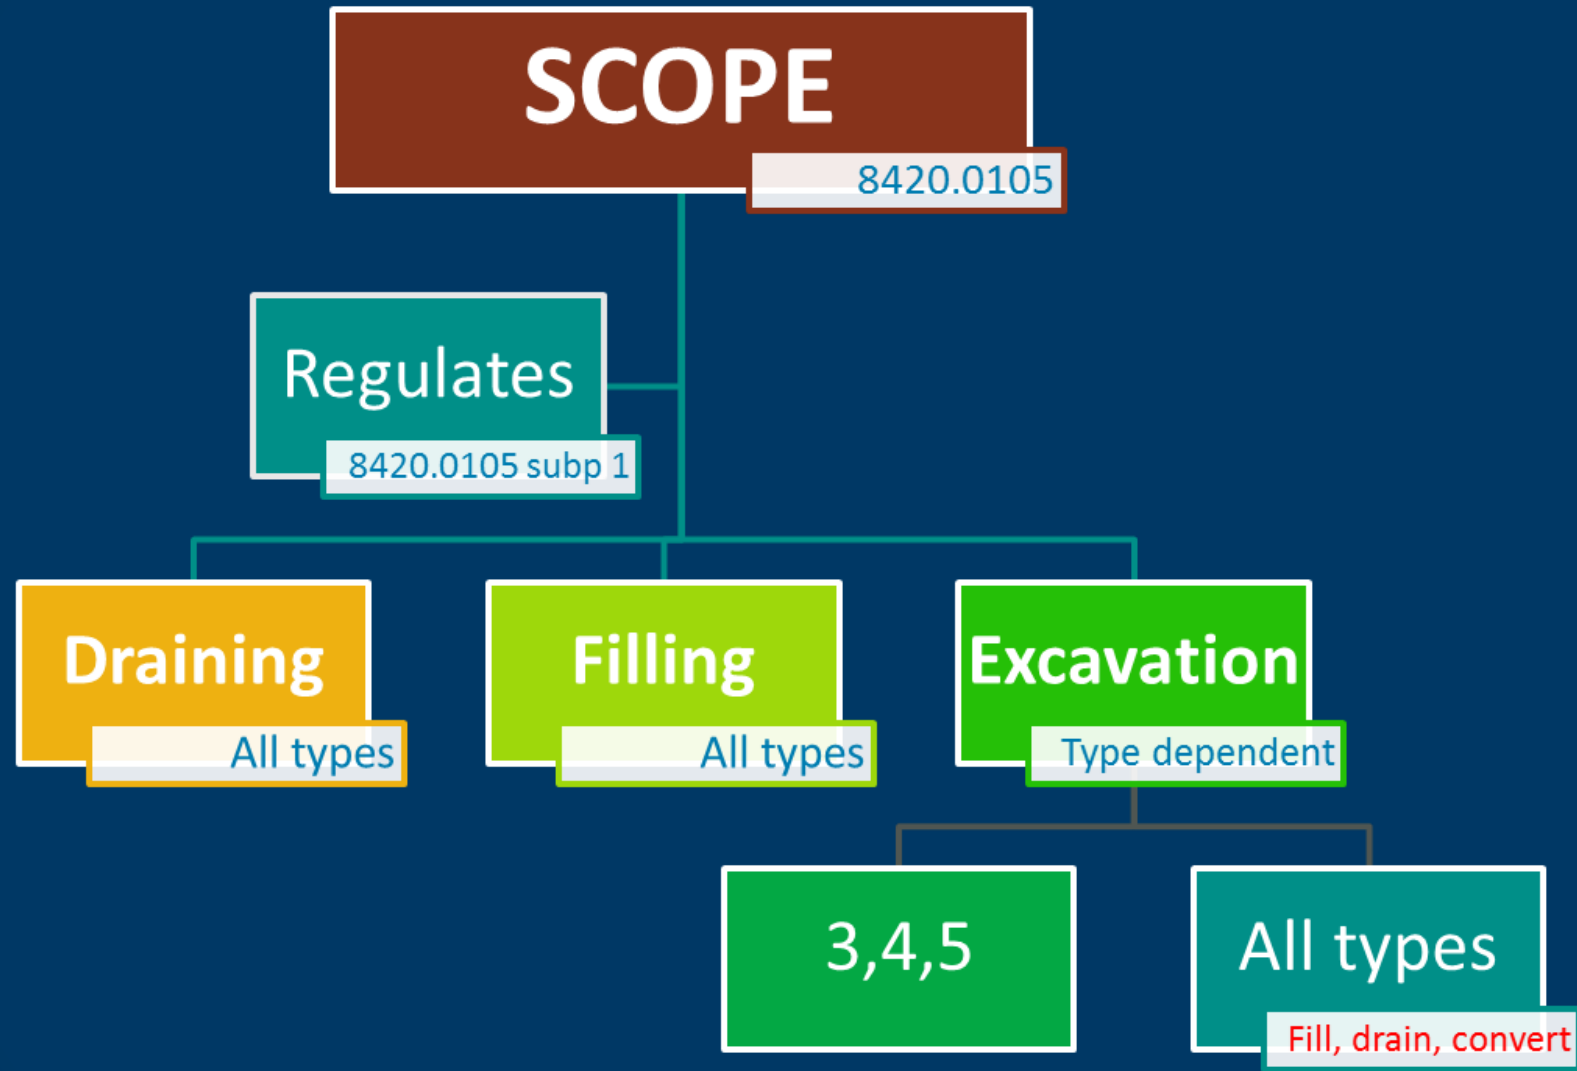 SCOPE
8420.0105
Regulates
8420.0105 subp 1
Draining
All types
Filling
All types
Excavation
Type dependent
3,4,5
All types
Fill, drain, convert